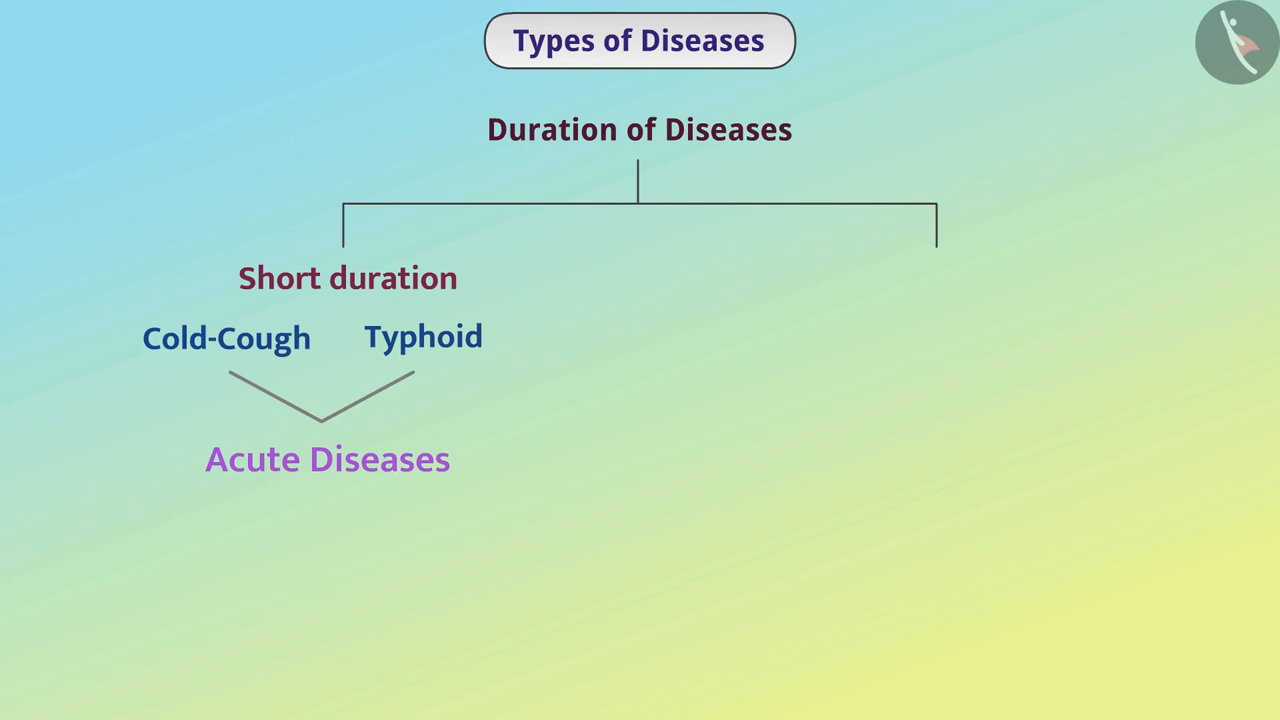 Types of Diseases
Duration of Diseases
Short duration
Cold-Cough Typhoid
Acute Diseases